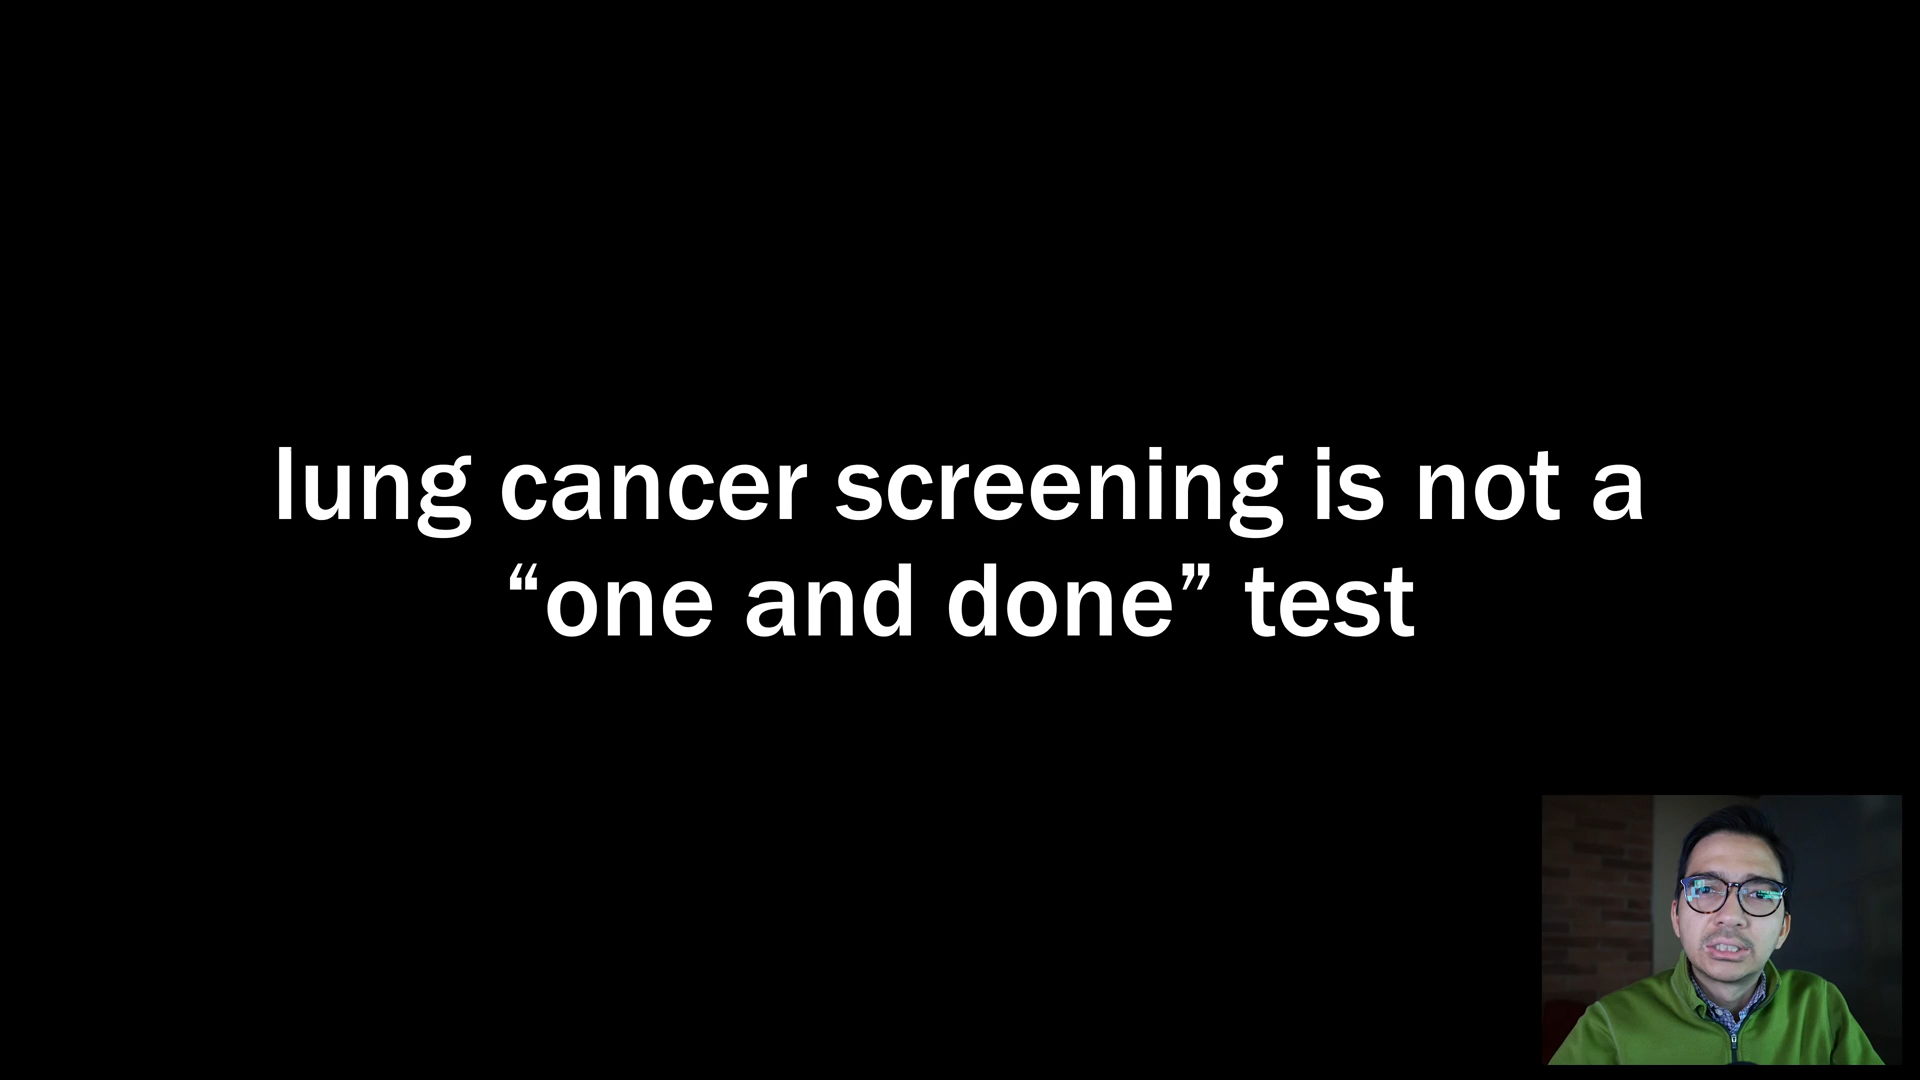 lung cancer screening is not a
“one and done” test